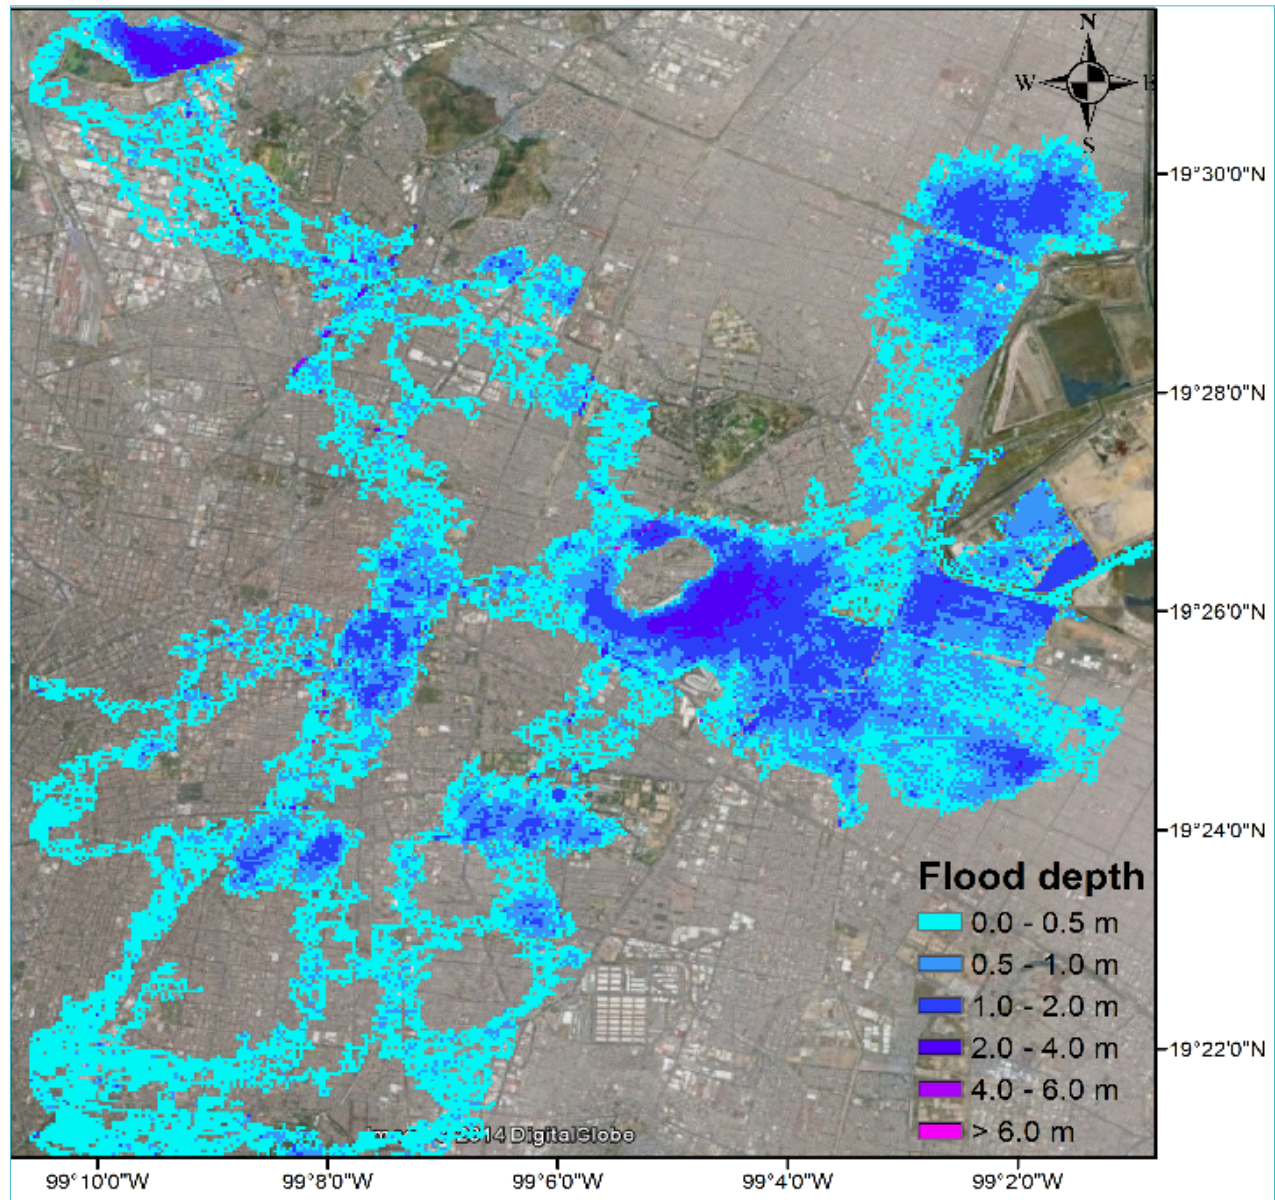 N
W
S
19°30'0"N
19°28'0"N
19°26'0"N
19°24'0"N
Flood depth
0.0 - 0.5 m
0.5 - 1.0 m
1.0 - 2.0 m
2.0 - 4.0 m
4.0 - 6.0 m
> 6.0 m
19°22'0"N
2014 DigitalGlobe
99°10'0"W 99°8'0"W 99°6'0"W 99°4'0"W 99°2'0"W